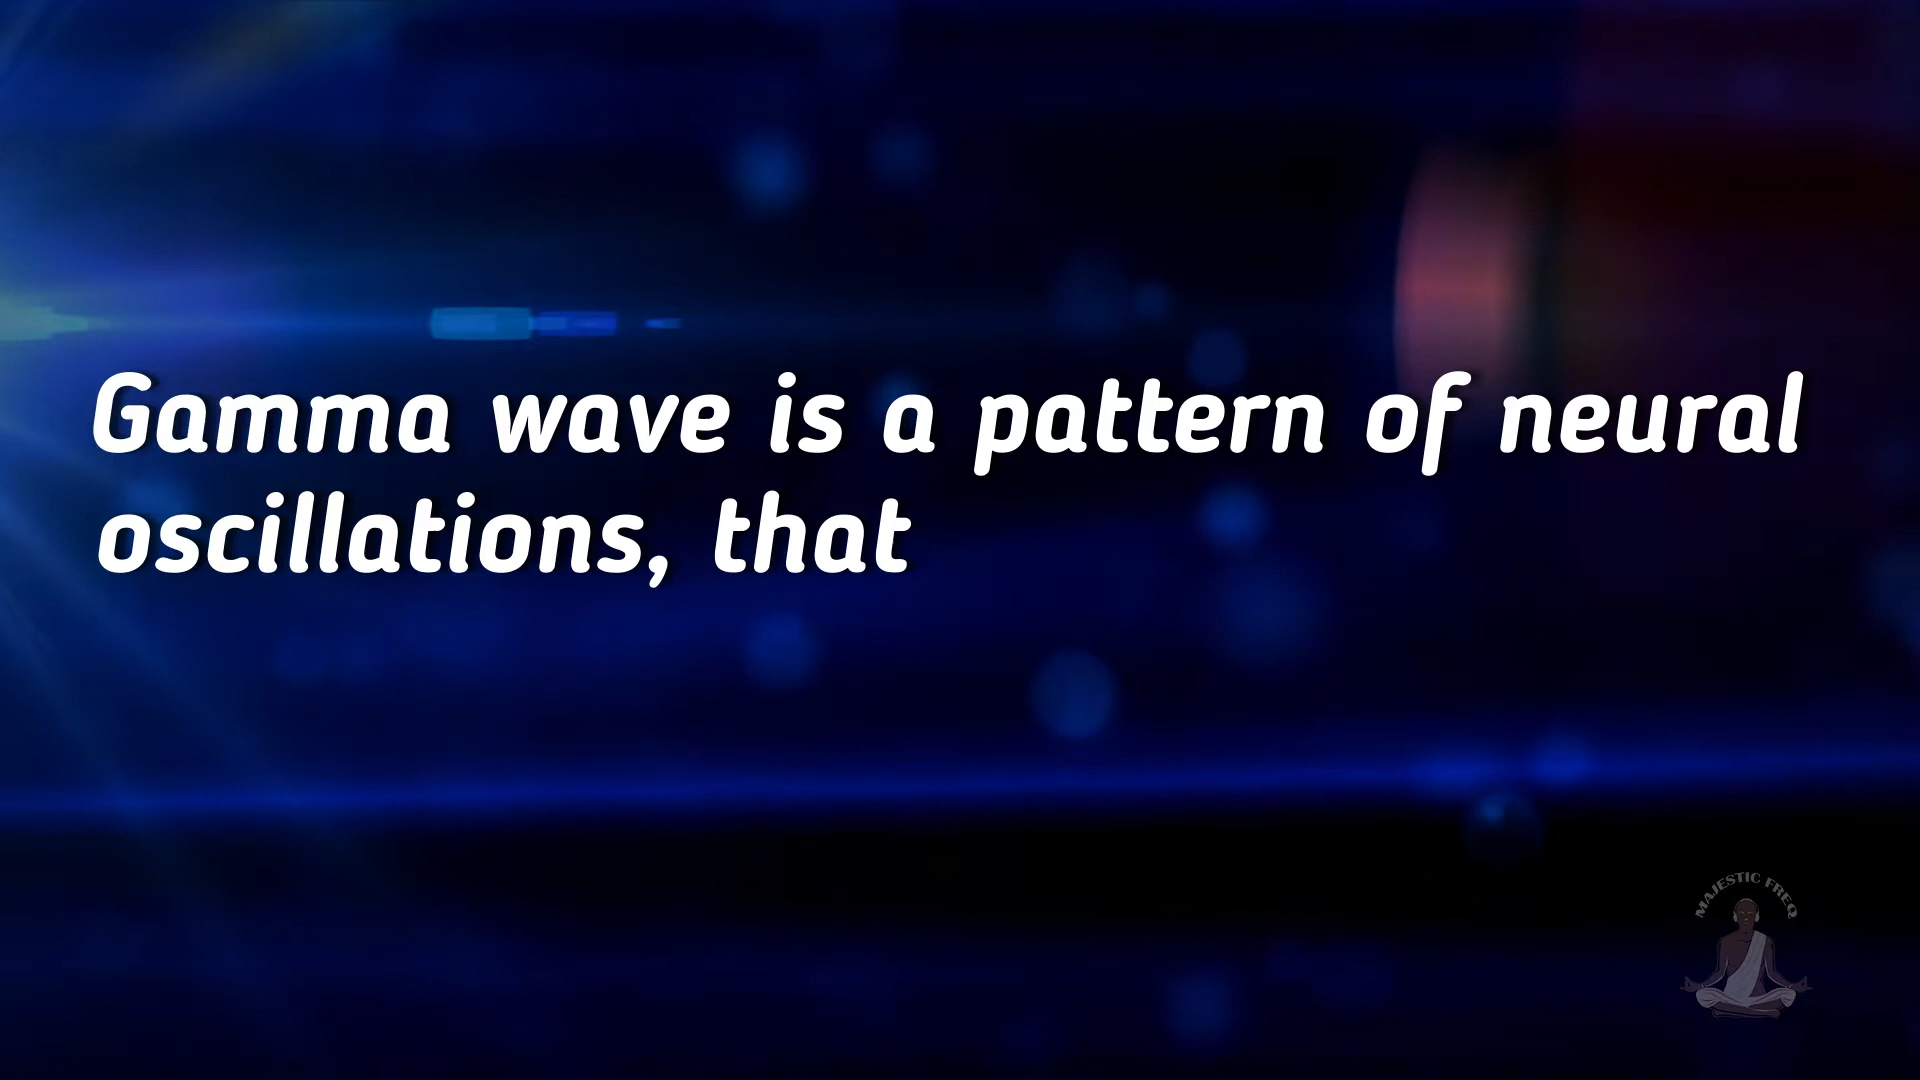 Gamma wave is a pattern of neural
oscillations, that
MAJESTIC FREQ